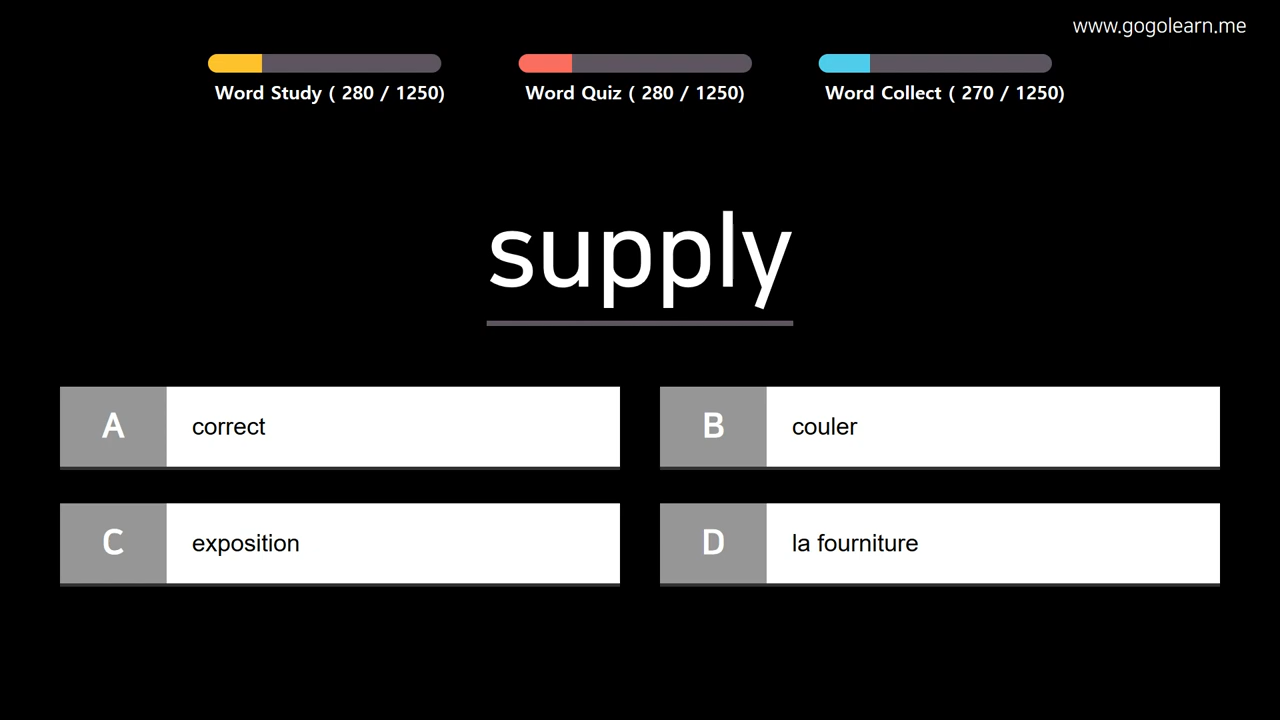 www.gogolearn.me
Word Study ( 280 / 1250)
Word Quiz ( 280 / 1250)
Word Collect ( 270 / 1250)
supply
A correct
B couler
C exposition
D la fourniture